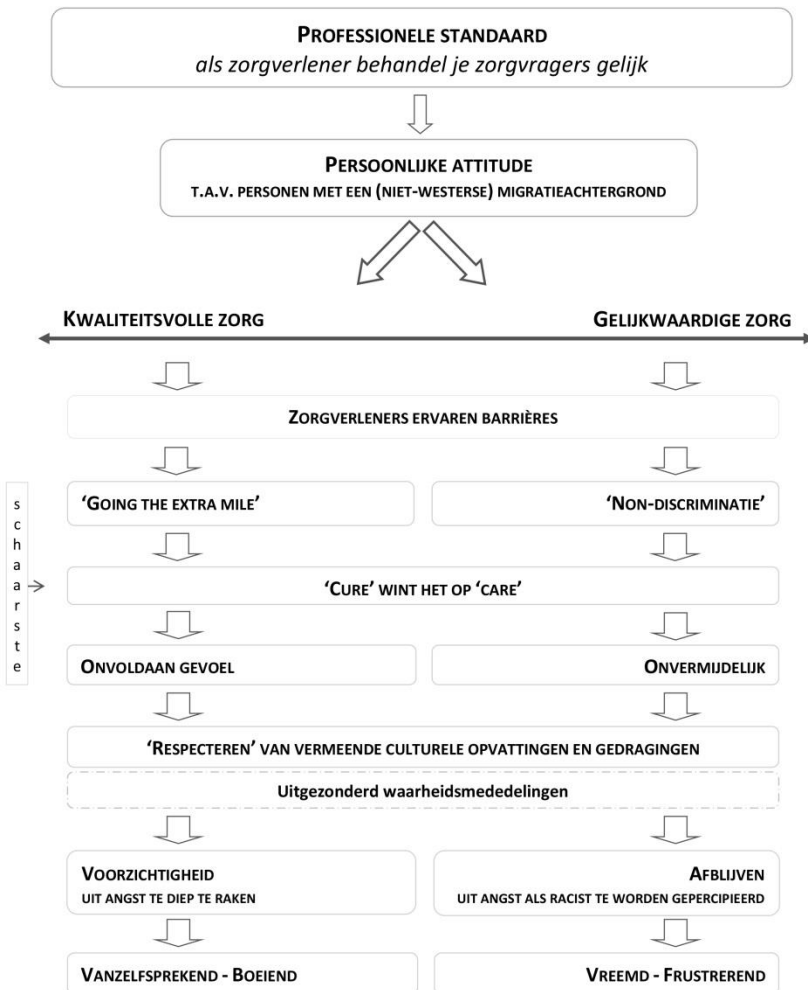 PROFESSIONELE STANDAARD
als zorgverlener behandel je zorgvragers gelijk
PERSOONLIJKE ATTITUDE
T.A.V. PERSONEN MET EEN (NIET-WESTERSE) MIGRATIEACHTERGROND
KWALITEITSVOLLE ZORG
GELIJKWAARDIGE ZORG
ZORGVERLENERS ERVAREN BARRIÈRES
‘GOING THE EXTRA MILE’
‘NON-DISCRIMINATIE’
schaarste
‘CURE’ WINT HET OP ‘CARE’
ONVOLDAAN GEVOEL
ONVERMIJDELIJK
‘RESPECTEREN’ VAN VERMEENDE CULTURELE OPVATTINGEN EN GEDRAGINGEN
Uitgezonderd waarheidsmededelingen
VOORZICHTIGHEID
UIT ANGST TE DIEP TE RAKEN
AFBLIJVEN
UIT ANGST ALS RACIST TE WORDEN GEPERCIPIEERD
VANZELFSPREKEND - BOEIEND
VREEMD - FRUSTREREND